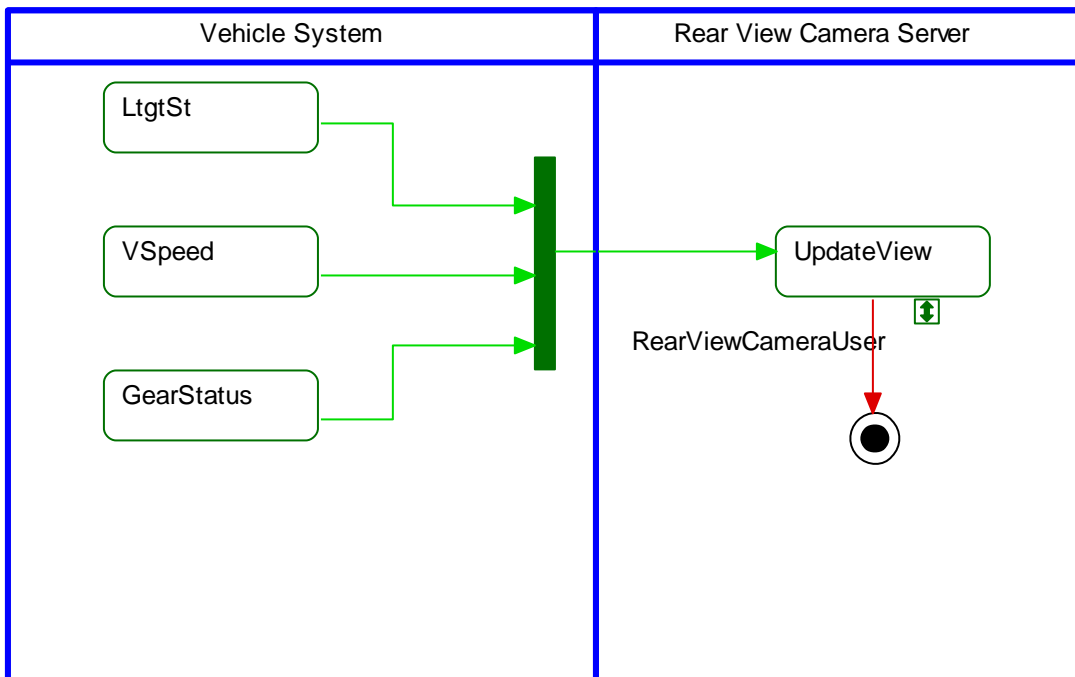 Vehicle System
Rear View Camera Server
LtgtSt
VSpeed
UpdateView
RearViewCameraUser
GearStatus